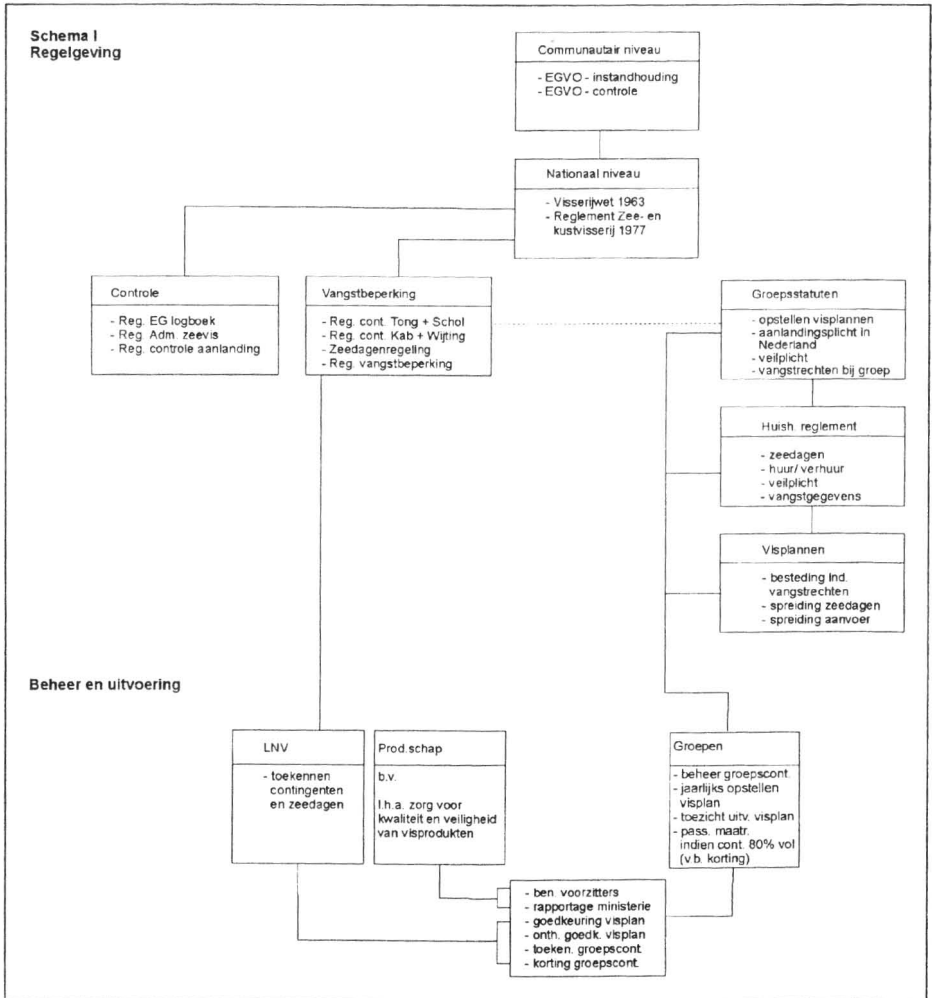 Schema I
Regelgeving
Communautair niveau
- EGVO - instandhouding
- EGVO - controle
Nationaal niveau
- Visserijwet 1963
- Reglement Zee- en
kustvisserij 1977
Controle
- Reg. EG logboek
- Reg. Adm. zeevis
- Reg. controle aanlanding
Vangstbeperking
- Reg. cont. Tong + Schol
- Reg. cont. Kab + Wijting
- Zeedagenregeling
- Reg. vangstbeperking
Groepsstatuten
- opstellen visplannen
- aanlandingsplicht in
Nederland
- veilplicht
- vangstrechten bij groep
Huish. reglement
- zeedagen
- huur/verhuur
- veilplicht
- vangstgegevens
Visplannen
- besteding ind.
vangstrechten
- spreiding zeedagen
- spreiding aanvoer
Beheer en uitvoering
LNV
- toekennen
contingenten
en zeedagen
Prod.schap
b.v.
I.h.a. zorg voor
kwaliteit en veiligheid
van visprodukten
Groepen
- beheer groepscont.
- jaarlijks opstellen
visplan
- toezicht uitv. visplan
- pass. maatr.
indien cont. 80% vol
(v.b. korting)
- ben. voorzitters
- rapportage ministerie
- goedkeuring visplan
- onth. goedk. visplan
- toeken. groepscont.
- korting groepscont.